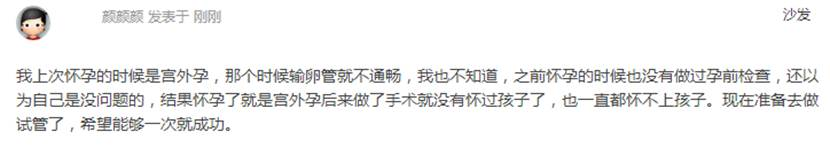 颜颜颜 发表于 刚刚 沙发
我上次怀孕的时候是宫外孕，那个时候输卵管就不通畅，我也不知道，之前怀孕的时候也没有做过孕前检查，还以
为自己是没问题的，结果怀孕了就是宫外孕后来做了手术就没有怀过孩子了，也一直都怀不上孩子。现在准备去做
试管了，希望能够一次就成功。